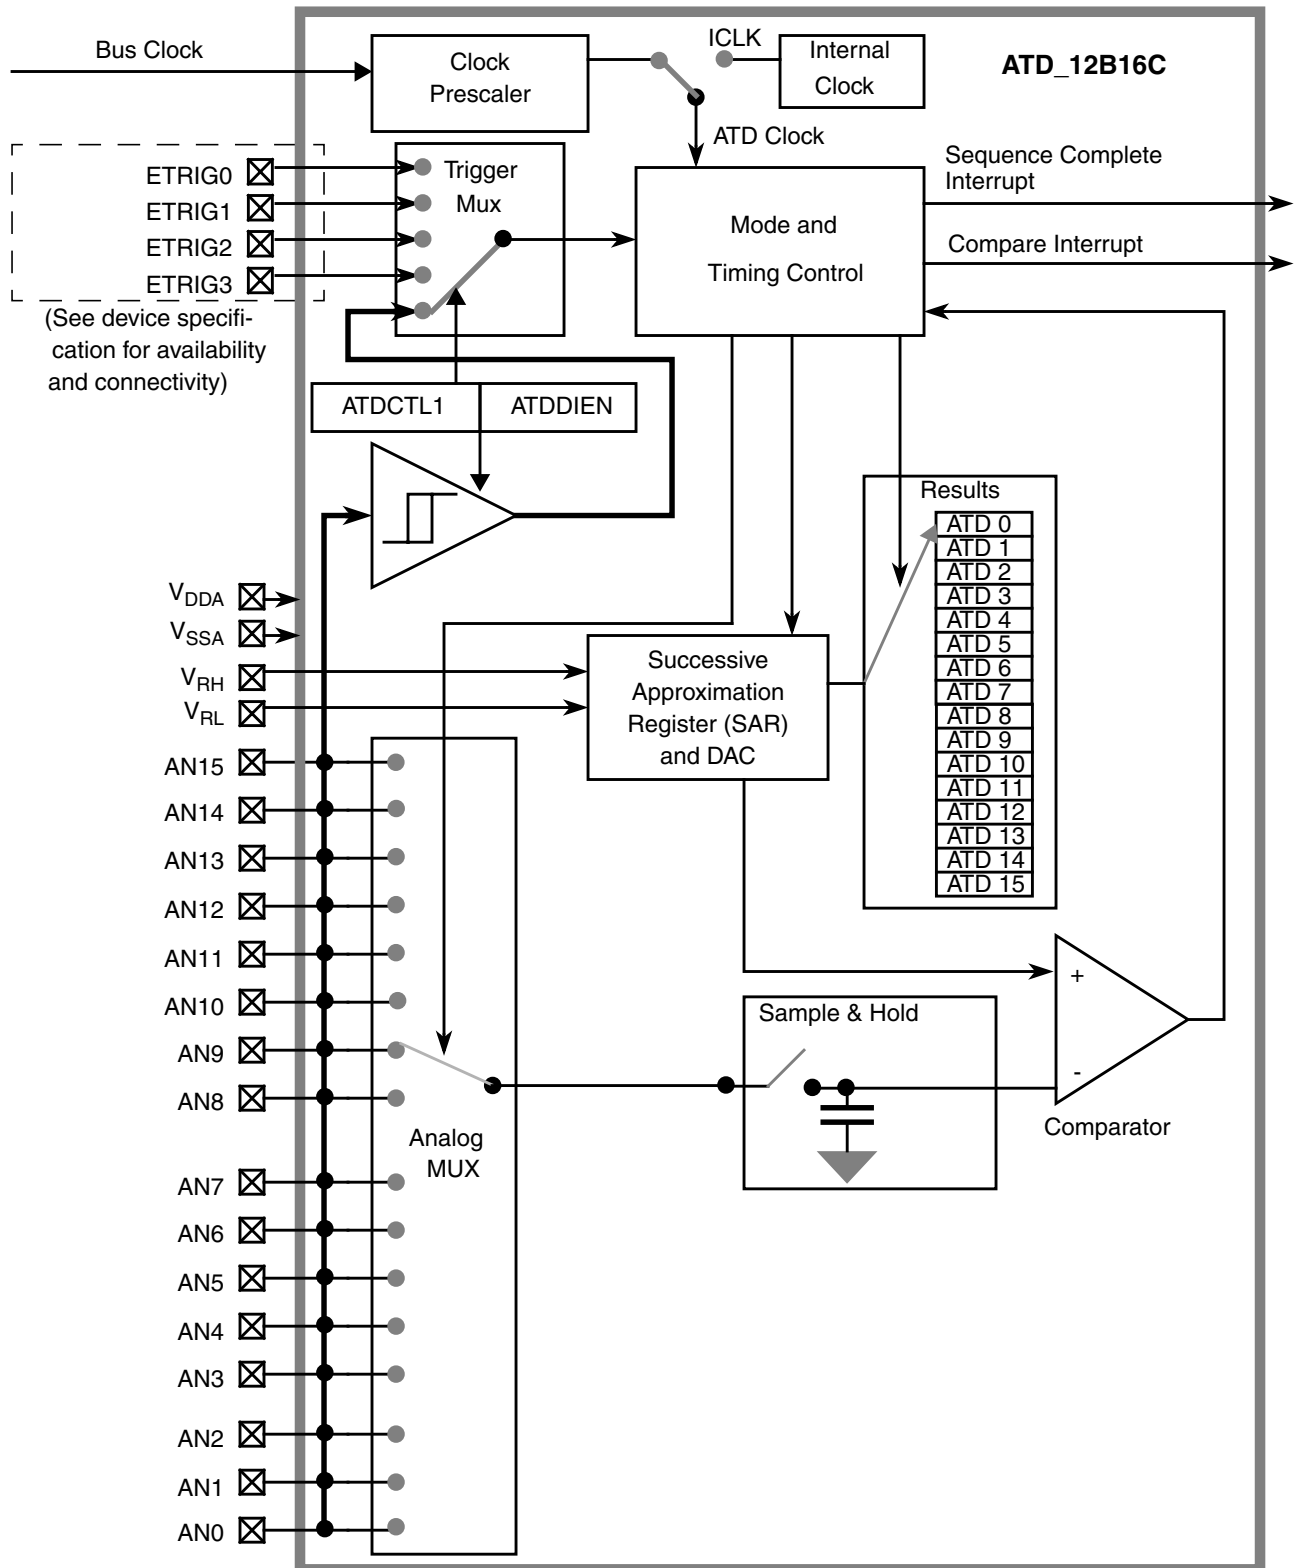 Bus Clock
Clock
Prescaler
ICLK
Internal
Clock
ATD_12B16C
ATD Clock
ETRIG0
ETRIG1
ETRIG2
ETRIG3
(See device specifi-
cation for availability
and connectivity)
Trigger
Mux
Mode and
Timing Control
Sequence Complete
Interrupt
Compare Interrupt
ATDCTL1
ATDDIEN
Results
ATD 0
ATD 1
ATD 2
ATD 3
ATD 4
ATD 5
ATD 6
ATD 7
ATD 8
ATD 9
ATD 10
ATD 11
ATD 12
ATD 13
ATD 14
ATD 15
VDDA
VSSA
VRH
VRL
Successive
Approximation
Register (SAR)
and DAC
AN15
AN14
AN13
AN12
AN11
AN10
AN9
AN8
AN7
AN6
AN5
AN4
AN3
AN2
AN1
AN0
Analog
MUX
Sample & Hold
+
-
Comparator